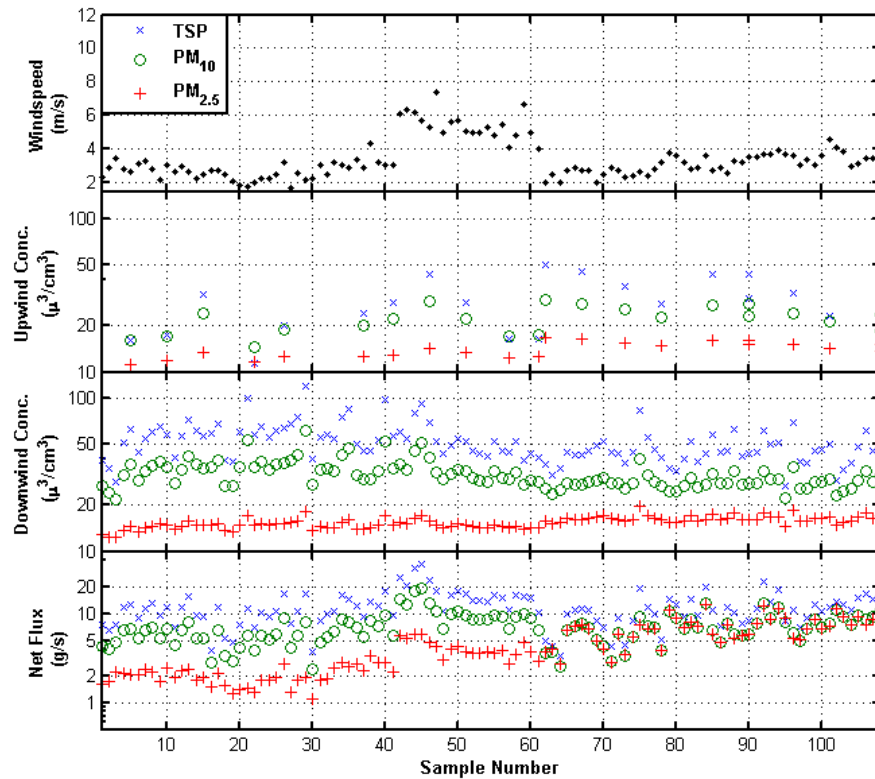 12
10
8
6
4
2
Windspeed
(m/s)
TSP
PM10
PM2.5
100
50
20
10
Upwind Conc.
(μ³/cm³)
100
50
20
10
Downwind Conc.
(μ³/cm³)
20
10
5
2
1
Net Flux
(g/s)
10 20 30 40 50 60 70 80 90 100
Sample Number